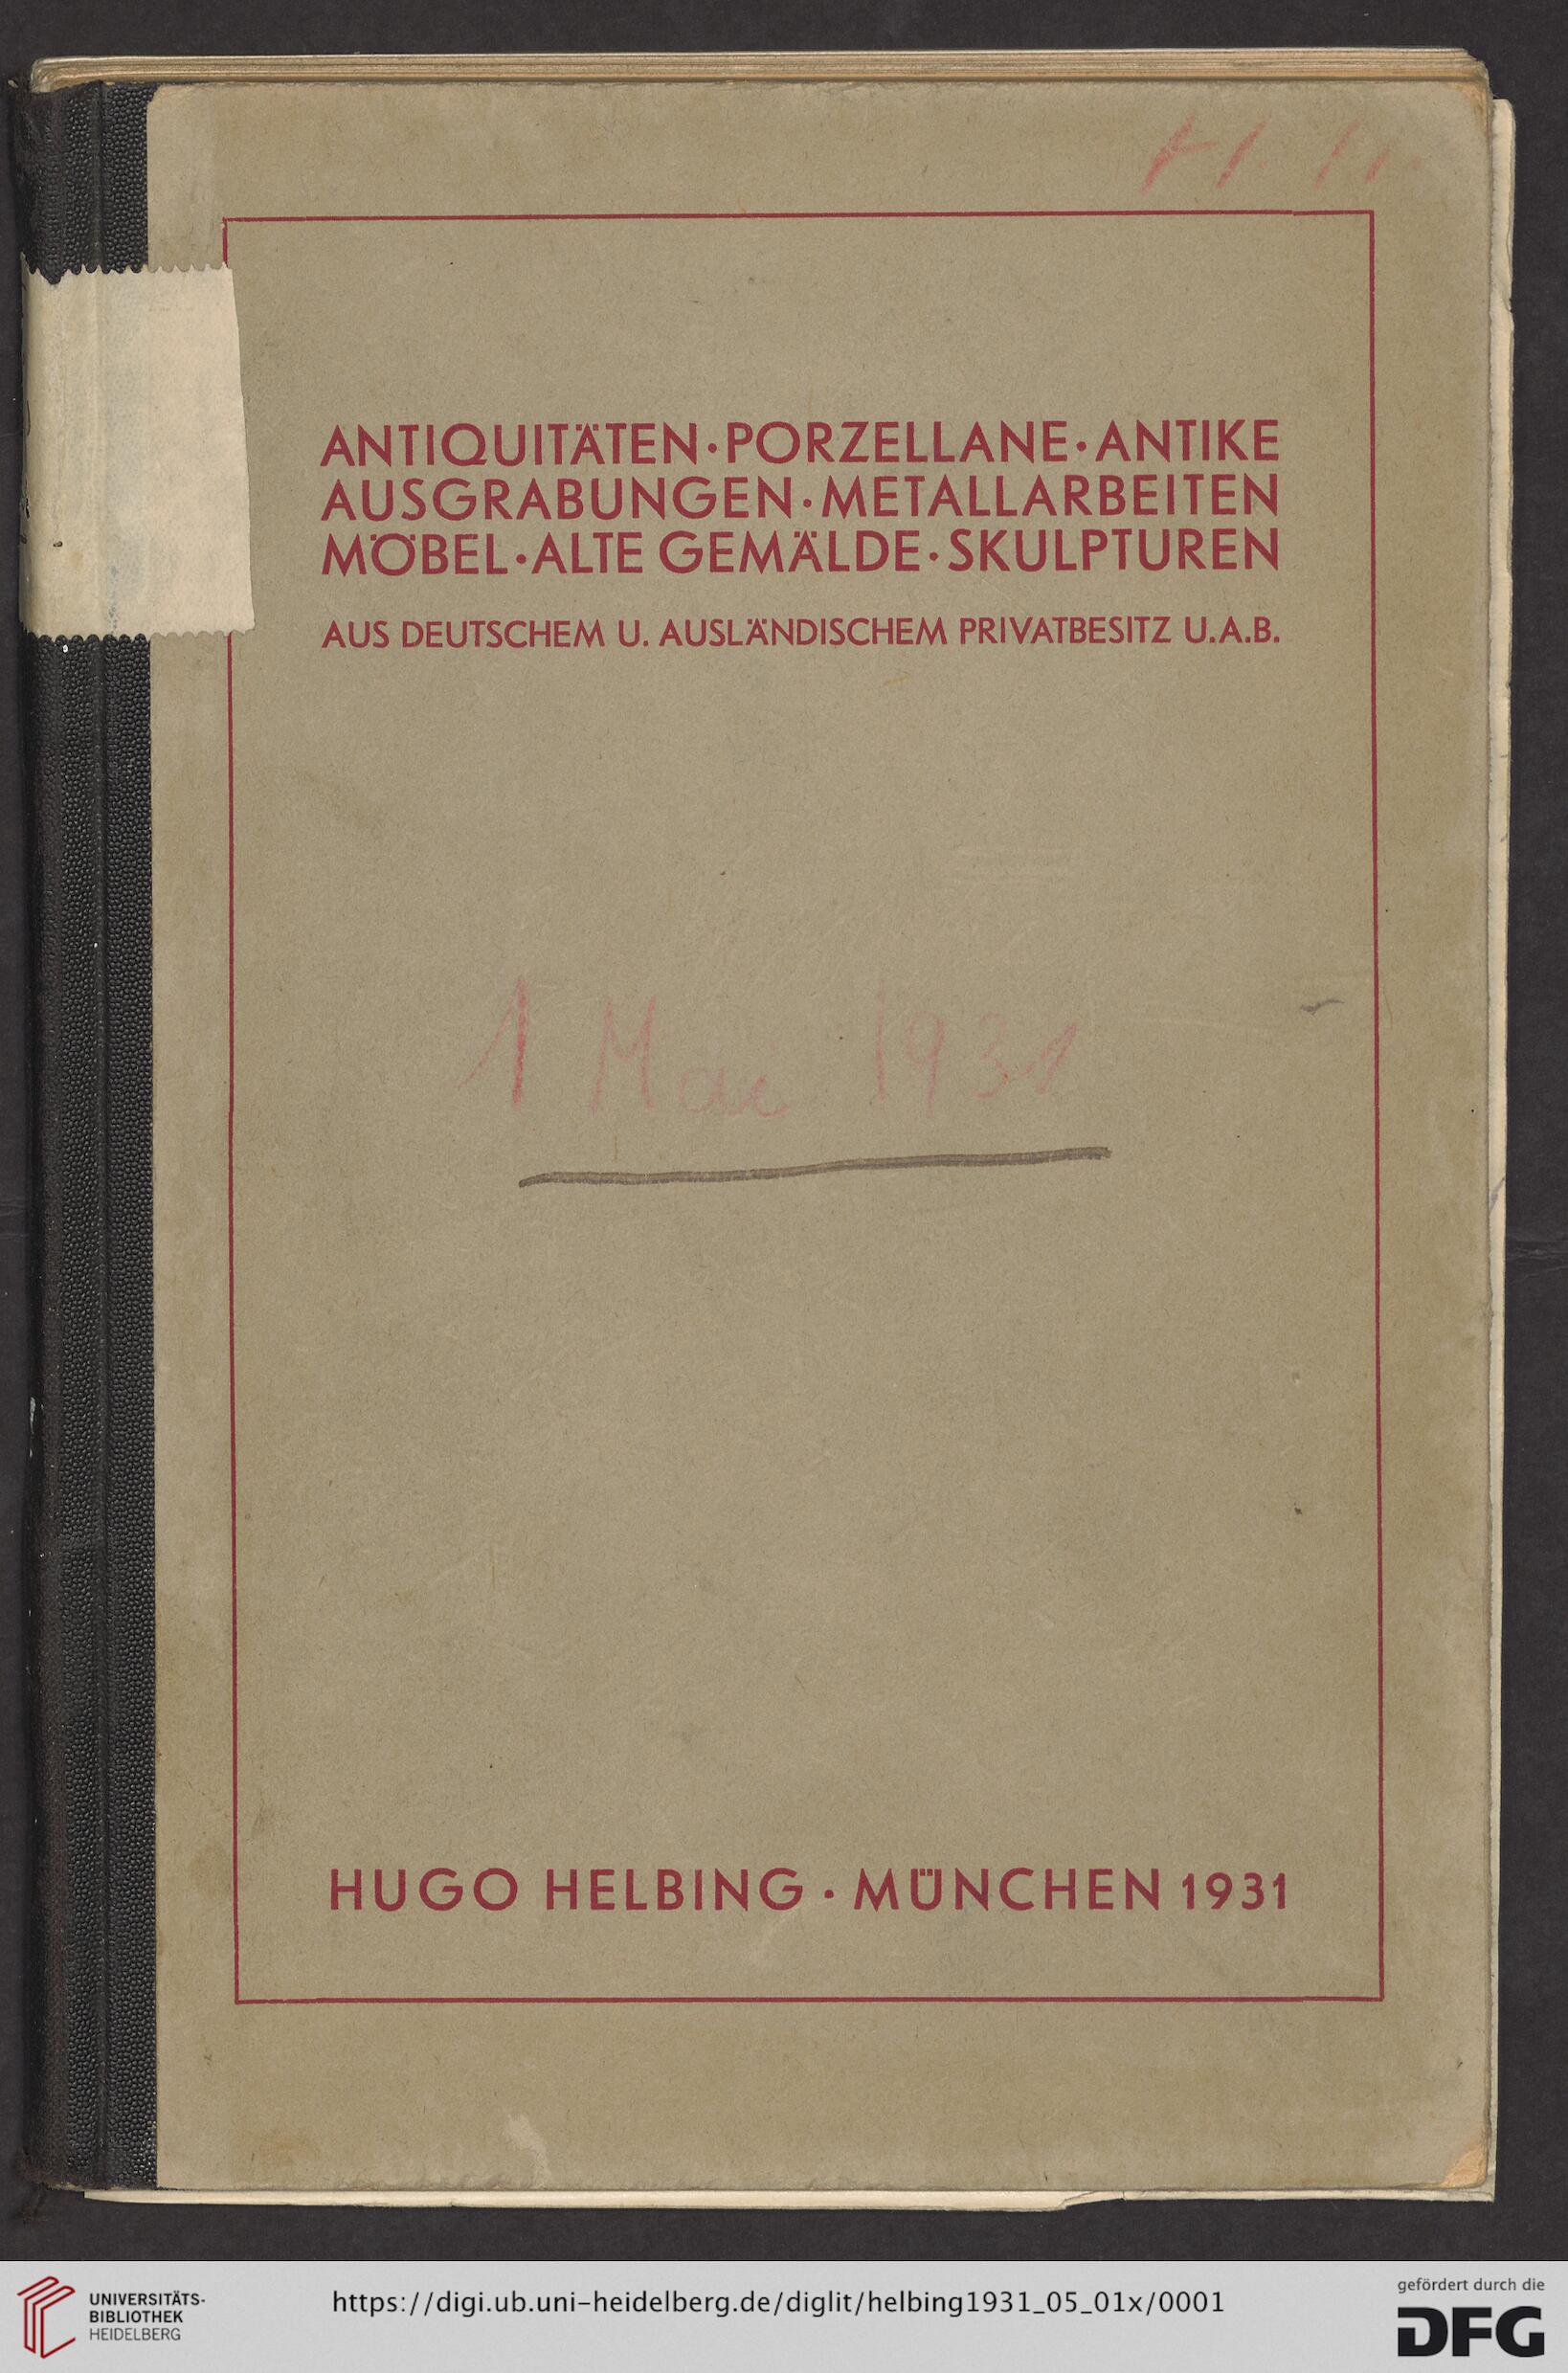 ANTIQUITÄTEN·PORZELLANE·ANTIKE
AUSGRABUNGEN·METALLARBEITEN
MÖBEL·ALTE GEMÄLDE·SKULPTUREN
AUS DEUTSCHEM U. AUSLÄNDISCHEM PRIVATBESITZ U.A.B.
1 Mai 1931
HUGO HELBING · MÜNCHEN 1931
UNIVERSITÄTS-
BIBLIOTHEK
HEIDELBERG
https://digi.ub.uni-heidelberg.de/diglit/helbing1931_05_01x/0001
gefördert durch die
DFG